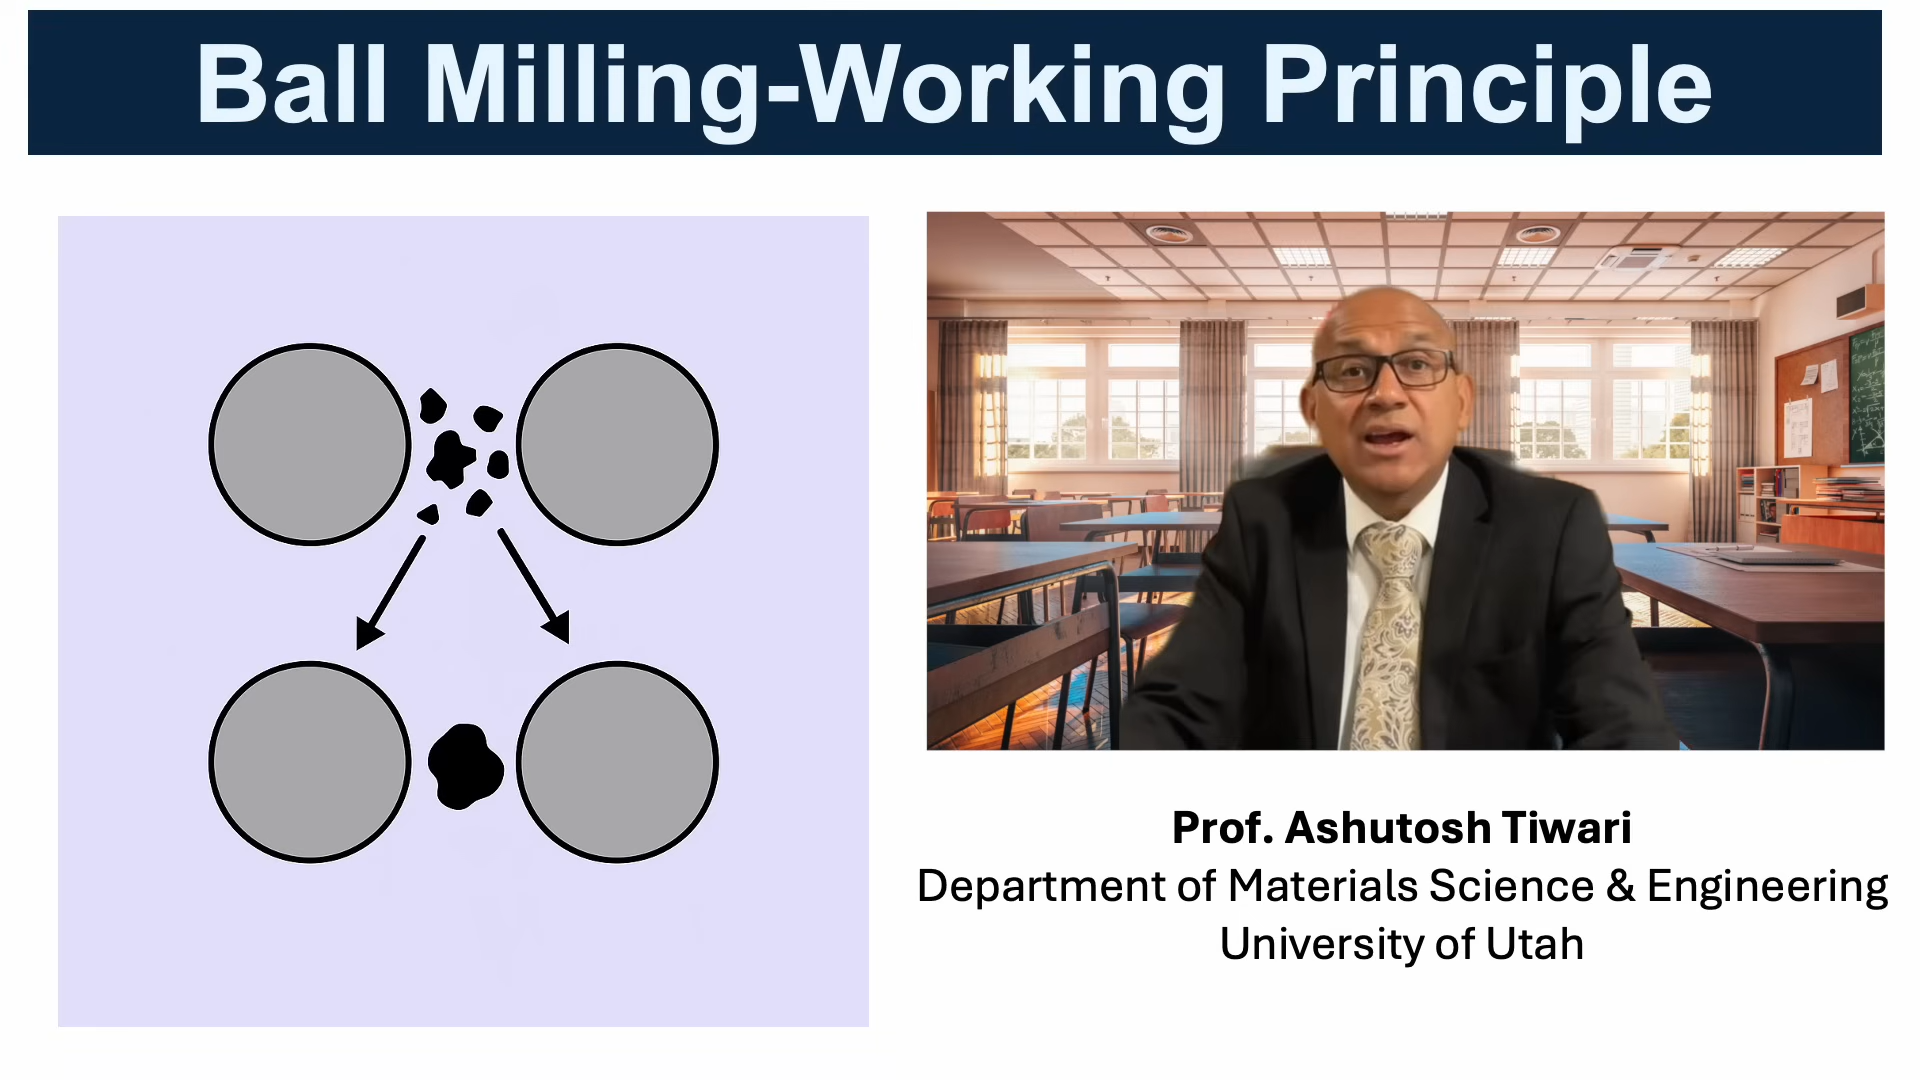 Ball Milling-Working Principle
Prof. Ashutosh Tiwari
Department of Materials Science & Engineering
University of Utah